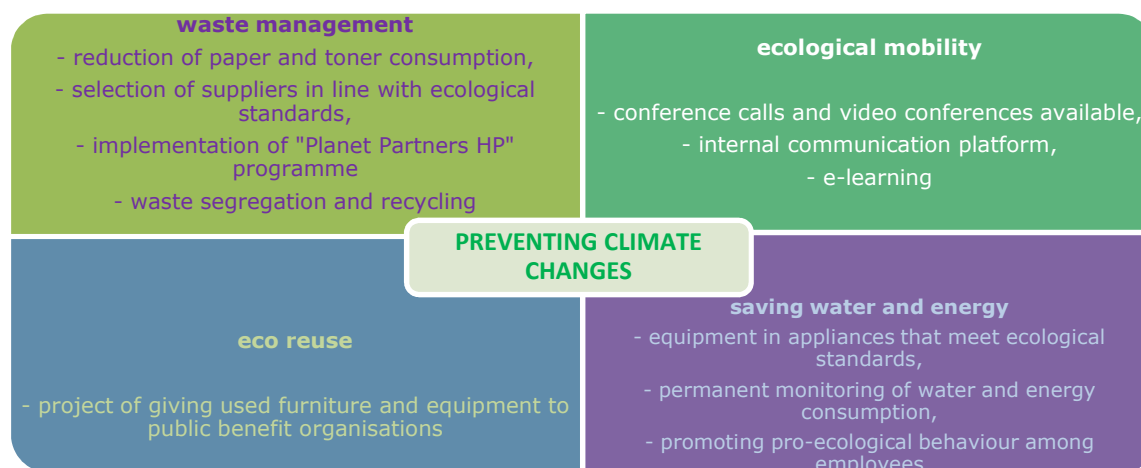 waste management
- reduction of paper and toner consumption,
- selection of suppliers in line with ecological
standards,
- implementation of "Planet Partners HP"
programme
- waste segregation and recycling
ecological mobility
- conference calls and video conferences available,
- internal communication platform,
- e-learning
PREVENTING CLIMATE
CHANGES
eco reuse
- project of giving used furniture and equipment to
public benefit organisations
saving water and energy
- equipment in appliances that meet ecological
standards,
- permanent monitoring of water and energy
consumption,
- promoting pro-ecological behaviour among
employees